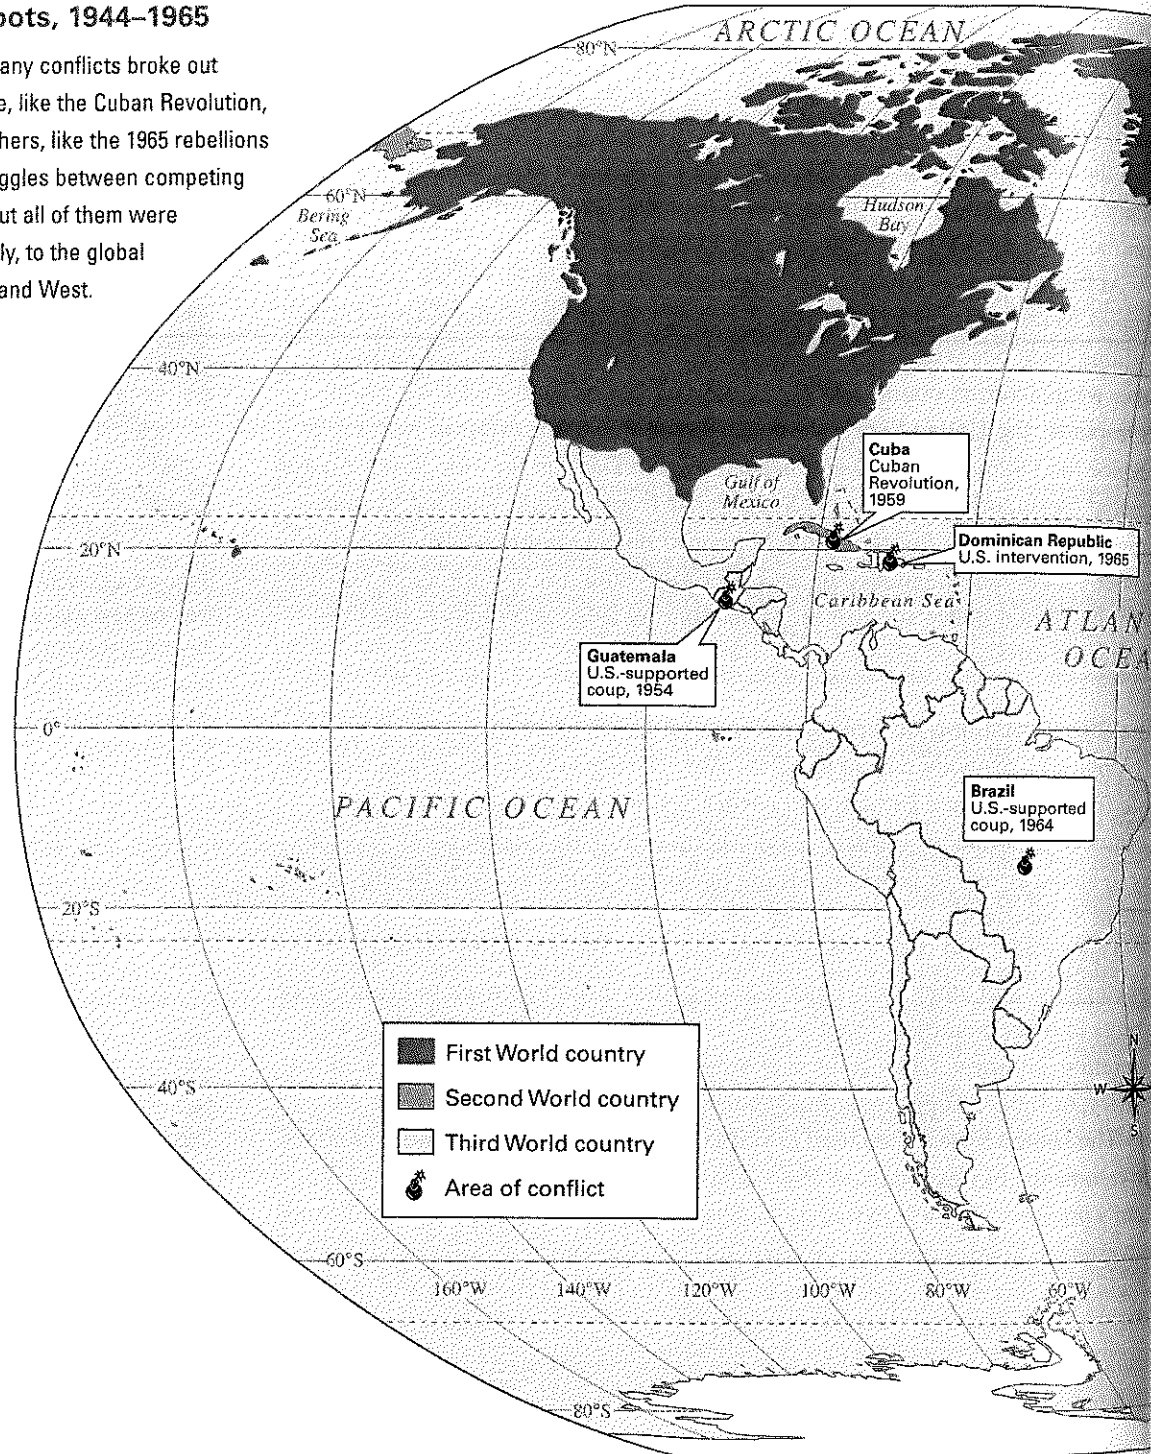 oots, 1944–1965
any conflicts broke out
e, like the Cuban Revolution,
hers, like the 1965 rebellions
ggles between competing
ut all of them were
ly, to the global
and West.
ARCTIC OCEAN
80°N
60°N
Bering
Sea
Hudson
Bay
40°N
Cuba
Cuban
Revolution,
1959
Gulf of
Mexico
20°N
Dominican Republic
U.S. intervention, 1965
Caribbean Sea
ATLAN
OCEA
Guatemala
U.S.-supported
coup, 1954
0°
Brazil
U.S.-supported
coup, 1964
PACIFIC OCEAN
20°S
First World country
Second World country
Third World country
Area of conflict
N
W
S
40°S
60°S
160°W 140°W 120°W 100°W 80°W 60°W
80°S